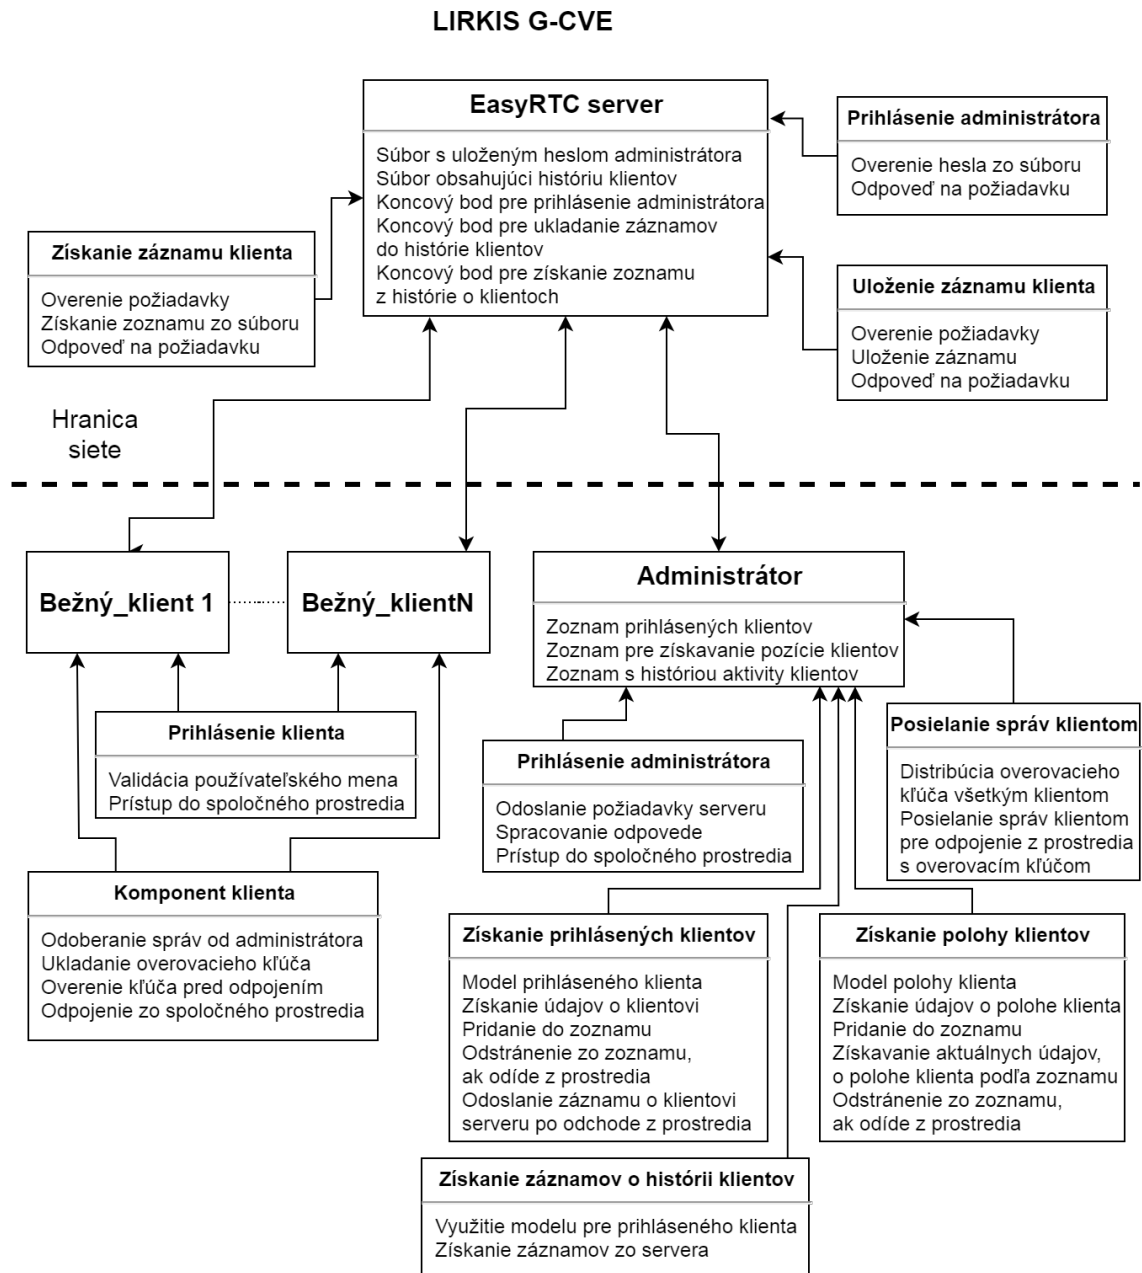 LIRKIS G-CVE
EasyRTC server
Súbor s uloženým heslom administrátora
Súbor obsahujúci históriu klientov
Koncový bod pre prihlásenie administrátora
Koncový bod pre ukladanie záznamov
do histórie klientov
Koncový bod pre získanie zoznamu
z histórie o klientoch
Prihlásenie administrátora
Overenie hesla zo súboru
Odpoveď na požiadavku
Získanie záznamu klienta
Overenie požiadavky
Získanie zoznamu zo súboru
Odpoveď na požiadavku
Uloženie záznamu klienta
Overenie požiadavky
Uloženie záznamu
Odpoveď na požiadavku
Hranica
siete
Bežný_klient 1
Bežný_klientN
Administrátor
Zoznam prihlásených klientov
Zoznam pre získavanie pozície klientov
Zoznam s históriou aktivity klientov
Prihlásenie klienta
Validácia používateľského mena
Prístup do spoločného prostredia
Prihlásenie administrátora
Odoslanie požiadavky serveru
Spracovanie odpovede
Prístup do spoločného prostredia
Posielanie správ klientom
Distribúcia overovacieho
kľúča všetkým klientom
Posielanie správ klientom
pre odpojenie z prostredia
s overovacím kľúčom
Komponent klienta
Odoberanie správ od administrátora
Ukladanie overovacieho kľúča
Overenie kľúča pred odpojením
Odpojenie zo spoločného prostredia
Získanie prihlásených klientov
Model prihláseného klienta
Získanie údajov o klientovi
Pridanie do zoznamu
Odstránenie zo zoznamu,
ak odíde z prostredia
Odoslanie záznamu o klientovi
serveru po odchode z prostredia
Získanie polohy klientov
Model polohy klienta
Získanie údajov o polohe klienta
Pridanie do zoznamu
Získavanie aktuálnych údajov,
o polohe klienta podľa zoznamu
Odstránenie zo zoznamu,
ak odíde z prostredia
Získanie záznamov o histórii klientov
Využitie modelu pre prihláseného klienta
Získanie záznamov zo servera